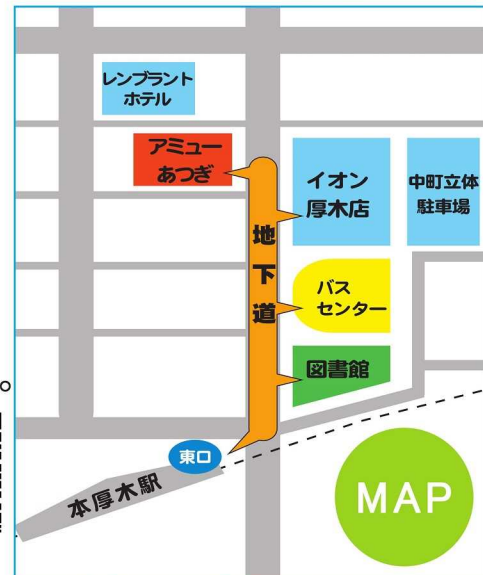 レンブラント
ホテル
アミュー
あつぎ
イオン
厚木店
中町立体
駐車場
地下道
バス
センター
図書館
東口
本厚木駅
MAP